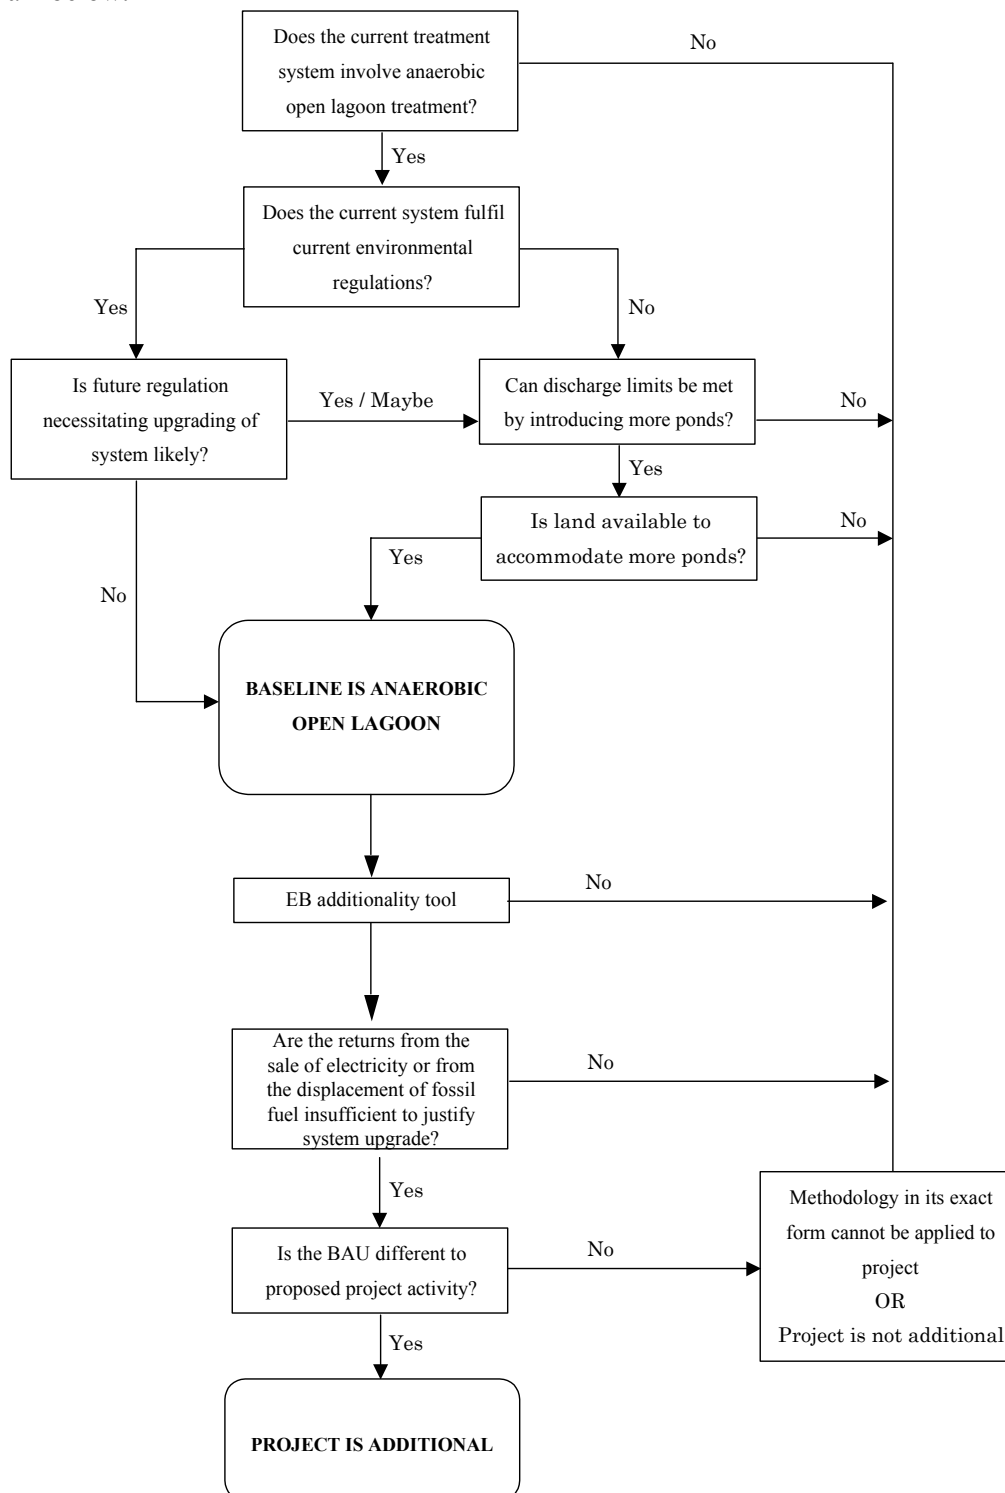 Does the current treatment
system involve anaerobic
open lagoon treatment?
No
Yes
Does the current system fulfil
current environmental
regulations?
Yes
No
Is future regulation
necessitating upgrading of
system likely?
Yes / Maybe
Can discharge limits be met
by introducing more ponds?
No
Yes
Is land available to
accommodate more ponds?
No
Yes
No
BASELINE IS ANAEROBIC
OPEN LAGOON
EB additionality tool
No
Are the returns from the
sale of electricity or from
the displacement of fossil
fuel insufficient to justify
system upgrade?
No
Yes
Is the BAU different to
proposed project activity?
No
Methodology in its exact
form cannot be applied to
project
OR
Project is not additional
Yes
PROJECT IS ADDITIONAL